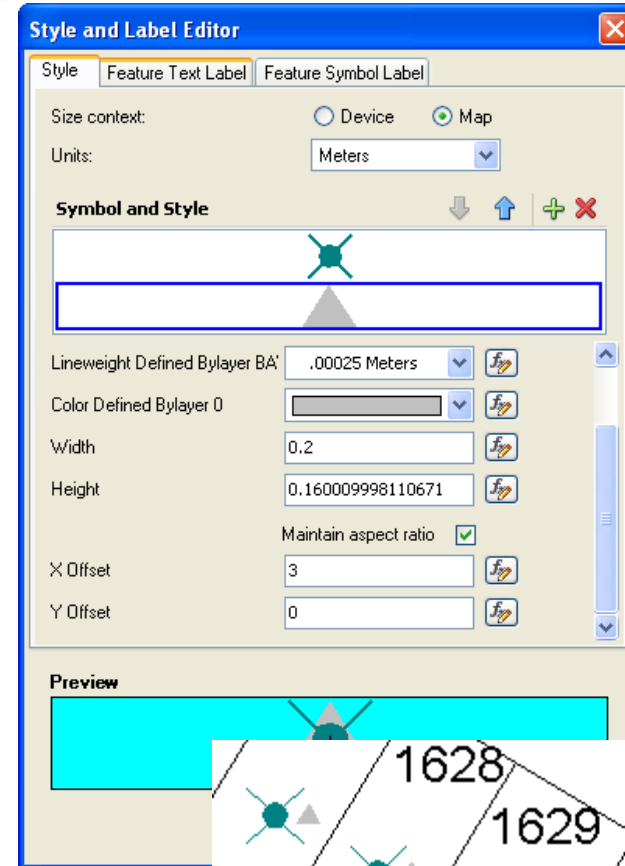 Style and Label Editor
Style Feature Text Label Feature Symbol Label
Size context: Device Map
Units: Meters
Symbol and Style
Lineweight Defined Bylayer BA' .00025 Meters
Color Defined Bylayer 0
Width 0.2
Height 0.160009998110671
Maintain aspect ratio
X Offset 3
Y Offset 0
Preview
1628
1629